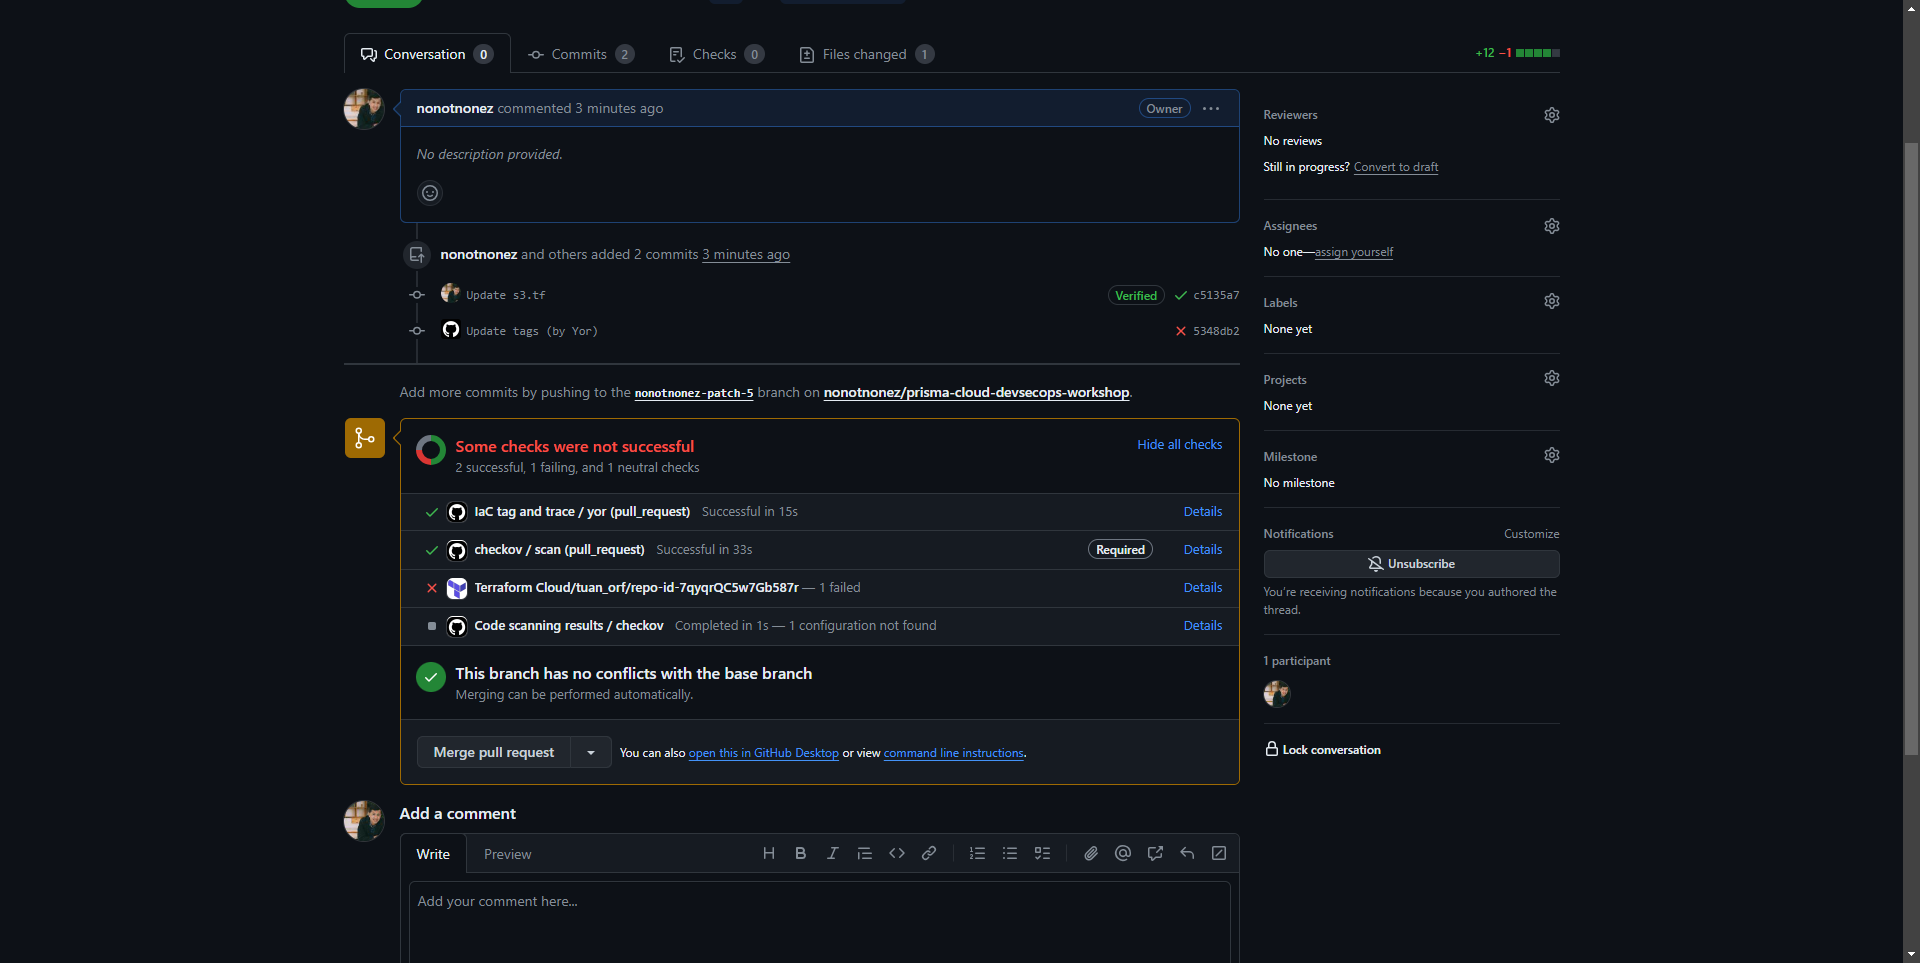 Conversation 0
Commits 2
Checks 0
Files changed 1
+12 −1
nonotnonez commented 3 minutes ago
Owner
No description provided.
nonotnonez and others added 2 commits 3 minutes ago
Update s3.tf
Verified
c5135a7
Update tags (by Yor)
5348db2
Add more commits by pushing to the nonotnonez-patch-5 branch on nonotnonez/prisma-cloud-devsecops-workshop.
Some checks were not successful
Hide all checks
2 successful, 1 failing, and 1 neutral checks
IaC tag and trace / yor (pull_request) Successful in 15s
Details
checkov / scan (pull_request) Successful in 33s
Required
Details
Terraform Cloud/tuan_orf/repo-id-7qyqrQC5w7Gb587r — 1 failed
Details
Code scanning results / checkov Completed in 1s — 1 configuration not found
Details
This branch has no conflicts with the base branch
Merging can be performed automatically.
Merge pull request
You can also open this in GitHub Desktop or view command line instructions.
Add a comment
Write
Preview
Add your comment here...
Reviewers
No reviews
Still in progress? Convert to draft
Assignees
No one—assign yourself
Labels
None yet
Projects
None yet
Milestone
No milestone
Notifications
Customize
Unsubscribe
You're receiving notifications because you authored the
thread.
1 participant
Lock conversation